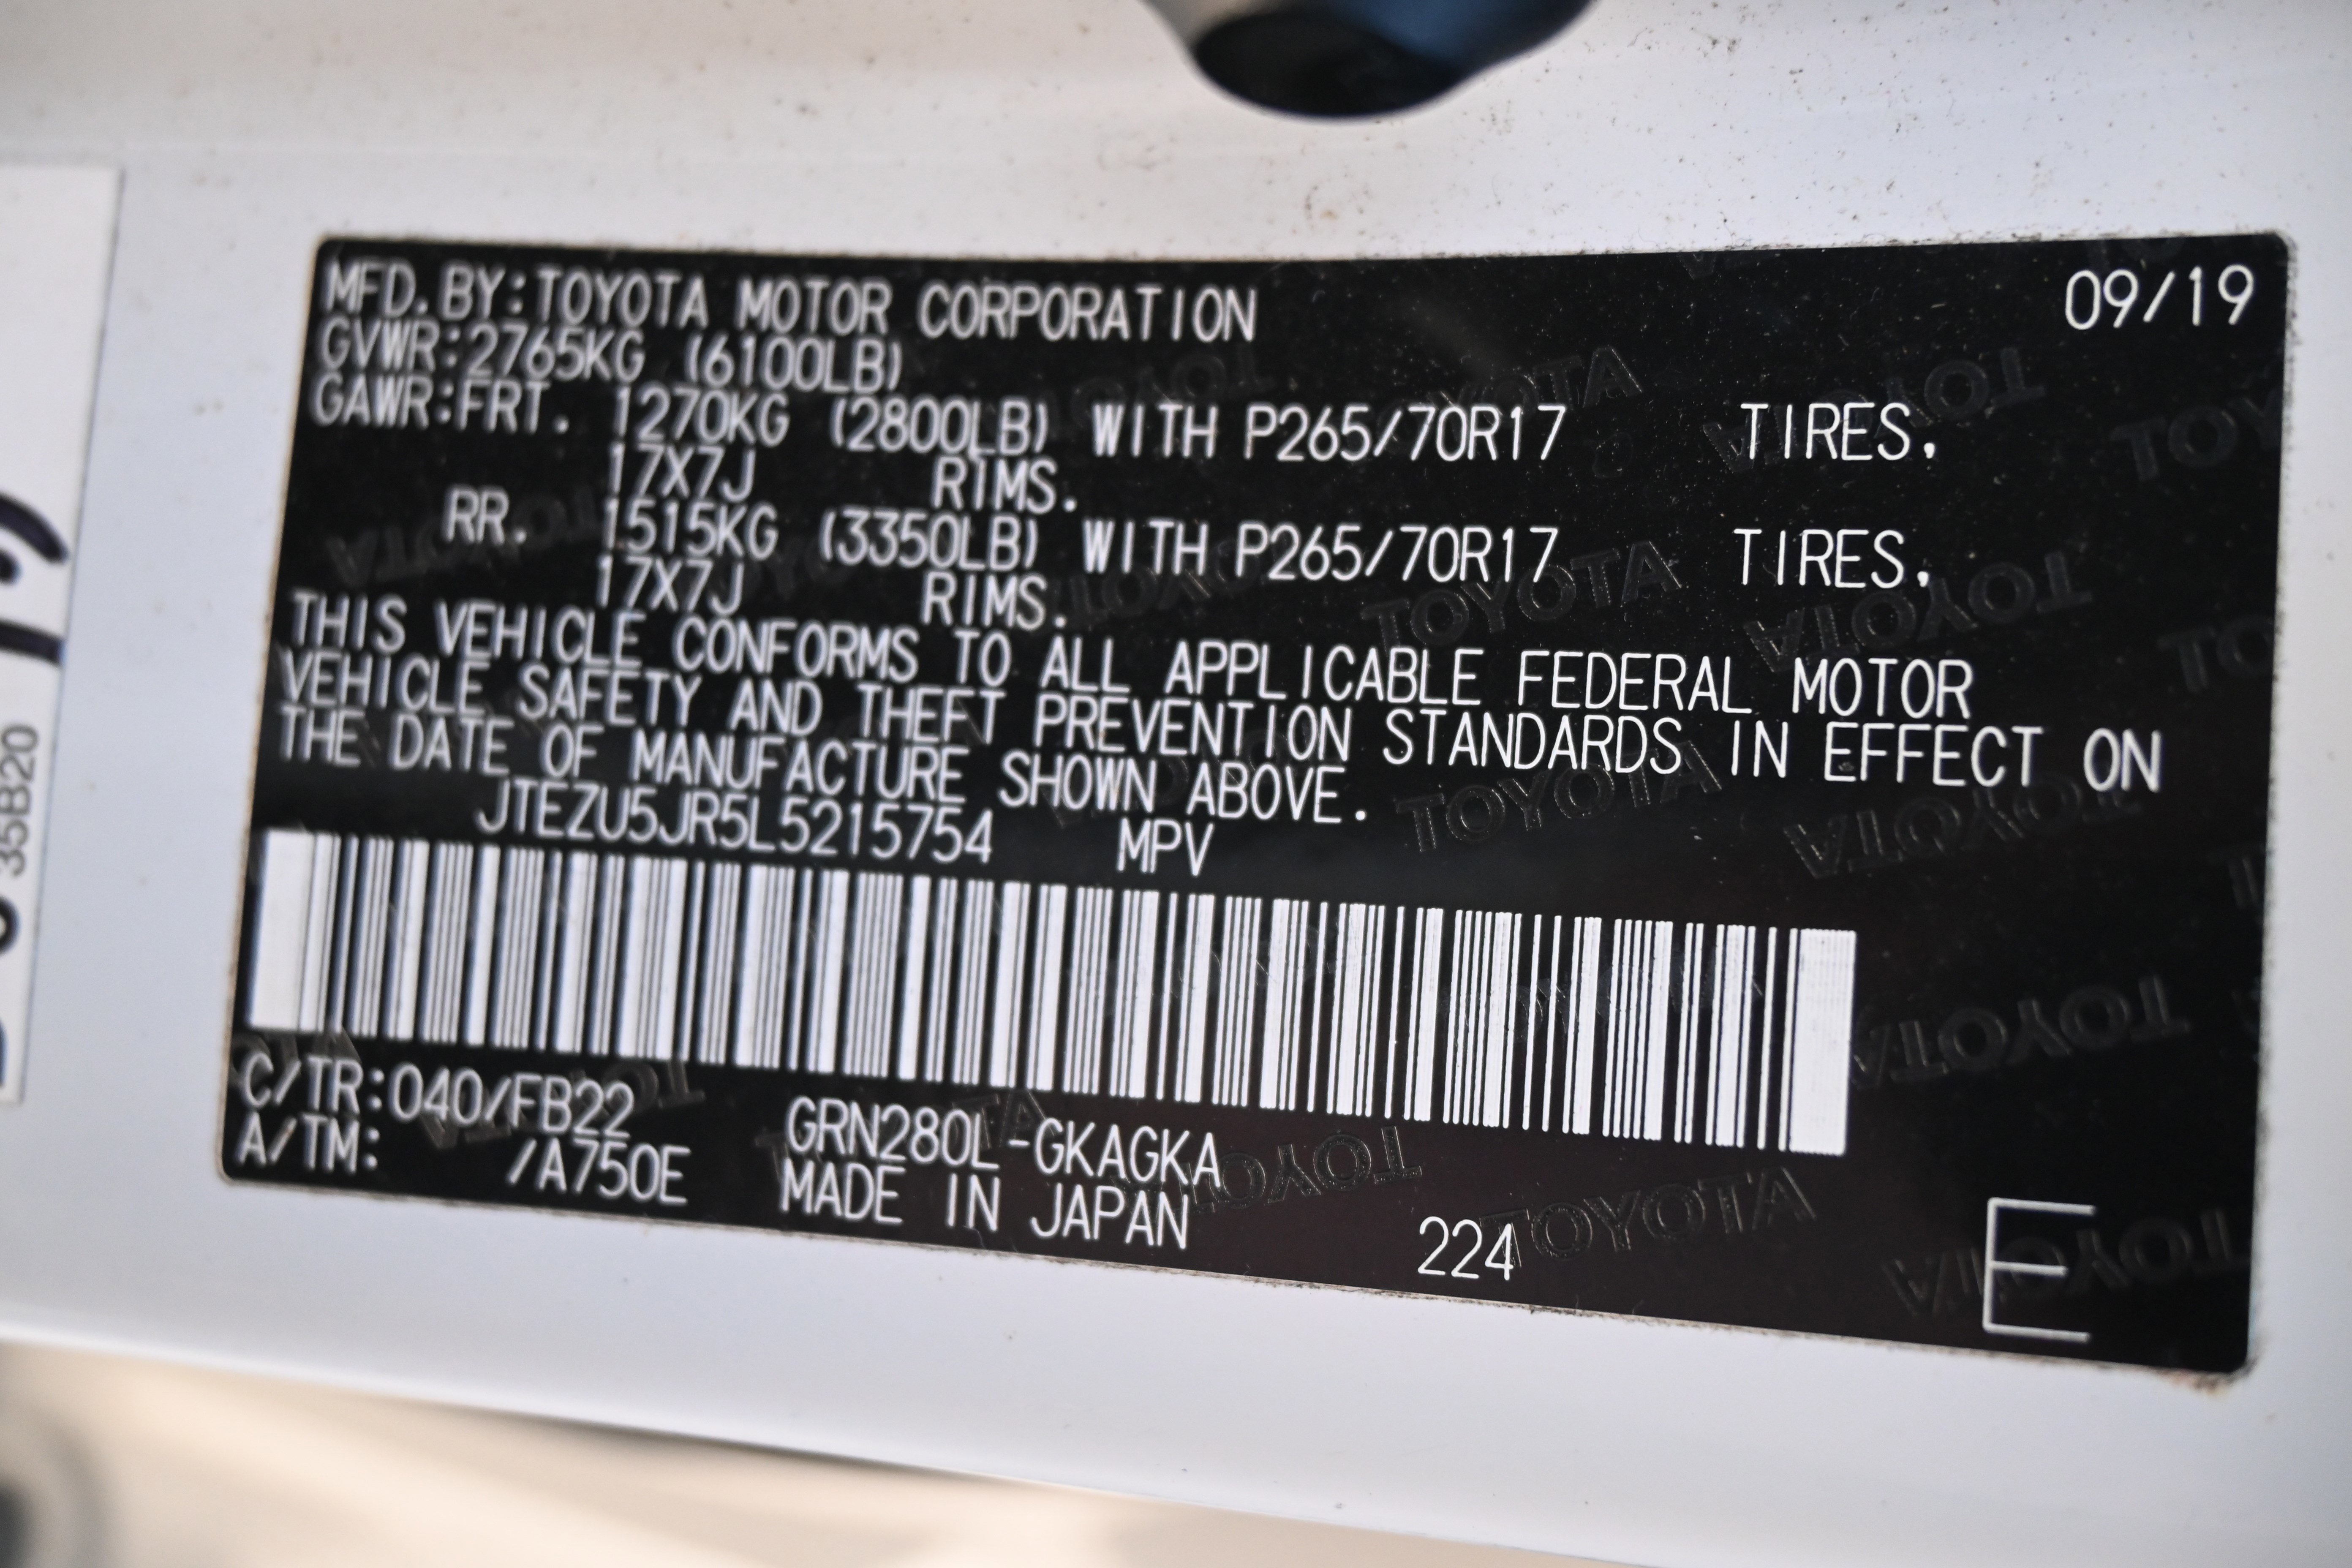 MFD.BY:TOYOTA MOTOR CORPORATION 09/19
GVWR:2765KG (6100LB)
GAWR:FRT. 1270KG (2800LB) WITH P265/70R17 TIRES,
17X7J RIMS.
RR. 1515KG (3350LB) WITH P265/70R17 TIRES,
17X7J RIMS.
THIS VEHICLE CONFORMS TO ALL APPLICABLE FEDERAL MOTOR
VEHICLE SAFETY AND THEFT PREVENTION STANDARDS IN EFFECT ON
THE DATE OF MANUFACTURE SHOWN ABOVE.
JTEZU5JR5L5215754 MPV
C/TR:040/FB22 GRN280L-GKAGKA
A/TM: /A750E MADE IN JAPAN 224 E
35B20